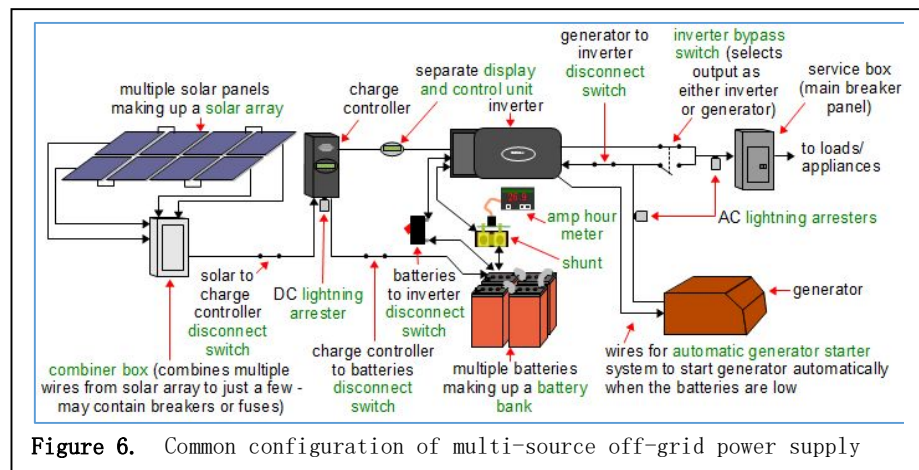 multiple solar panels
making up a solar array
charge
controller
separate display
and control unit
inverter
generator to
inverter
disconnect
switch
inverter bypass
switch (selects
output as
either inverter
or generator)
service box
(main breaker
panel)
to loads/
appliances
AC lightning arresters
amp hour
meter
shunt
solar to
charge
controller
disconnect
switch
DC lightning
arrester
batteries
to inverter
disconnect
switch
generator
combiner box (combines multiple
wires from solar array to just a few -
may contain breakers or fuses)
charge controller
to batteries
disconnect
switch
multiple batteries
making up a battery
bank
wires for automatic generator starter
system to start generator automatically
when the batteries are low
Figure 6. Common configuration of multi-source off-grid power supply